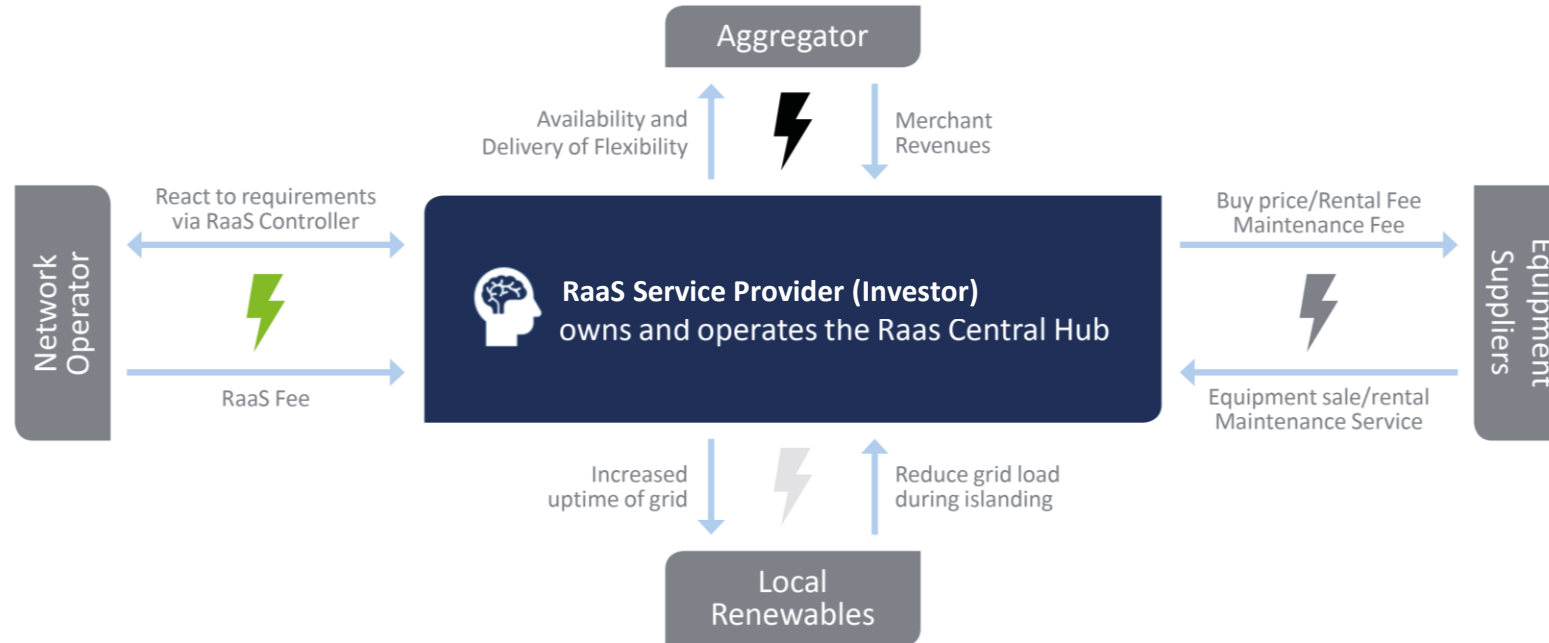 Aggregator
Availability and
Delivery of Flexibility
Merchant
Revenues
Network
Operator
React to requirements
via RaaS Controller
RaaS Fee
RaaS Service Provider (Investor)
owns and operates the Raas Central Hub
Buy price/Rental Fee
Maintenance Fee
Equipment sale/rental
Maintenance Service
Equipment
Suppliers
Increased
uptime of grid
Reduce grid load
during islanding
Local
Renewables